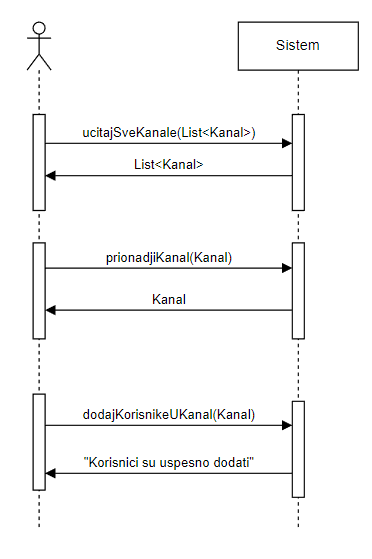 Sistem
ucitajSveKanale(List<Kanal>)
List<Kanal>
prionadjiKanal(Kanal)
Kanal
dodajKorisnikeUKanal(Kanal)
"Korisnici su uspesno dodati"